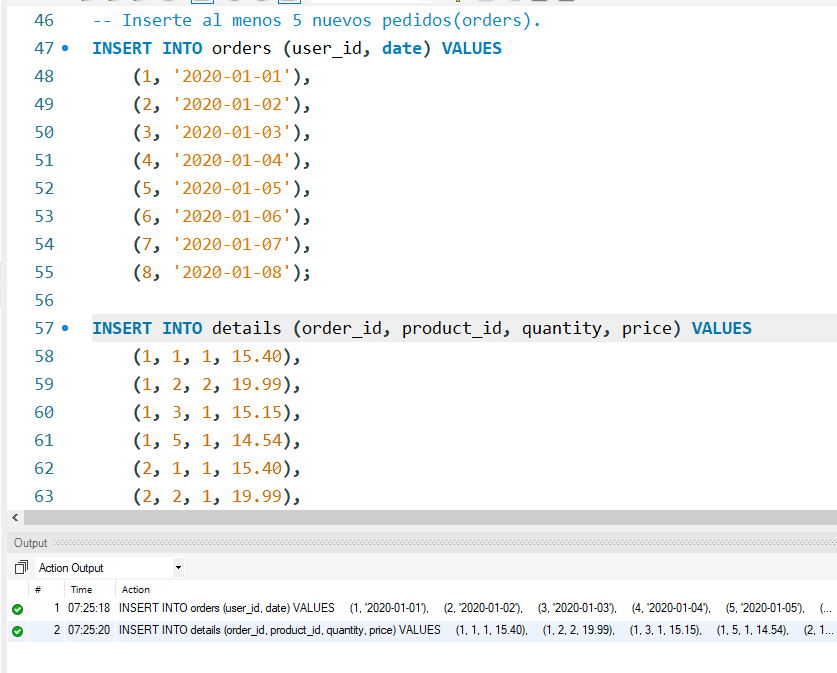 46 -- Inserte al menos 5 nuevos pedidos(orders).
47 INSERT INTO orders (user_id, date) VALUES
48 (1, '2020-01-01'),
49 (2, '2020-01-02'),
50 (3, '2020-01-03'),
51 (4, '2020-01-04'),
52 (5, '2020-01-05'),
53 (6, '2020-01-06'),
54 (7, '2020-01-07'),
55 (8, '2020-01-08');
56
57 INSERT INTO details (order_id, product_id, quantity, price) VALUES
58 (1, 1, 1, 15.40),
59 (1, 2, 2, 19.99),
60 (1, 3, 1, 15.15),
61 (1, 5, 1, 14.54),
62 (2, 1, 1, 15.40),
63 (2, 2, 1, 19.99),
Output
Action Output
# Time Action
1 07:25:18 INSERT INTO orders (user_id, date) VALUES (1, '2020-01-01'), (2, '2020-01-02'), (3, '2020-01-03'), (4, '2020-01-04'), (5, '2020-01-05'), (...
2 07:25:20 INSERT INTO details (order_id, product_id, quantity, price) VALUES (1, 1, 1, 15.40), (1, 2, 2, 19.99), (1, 3, 1, 15.15), (1, 5, 1, 14.54), (2, 1...